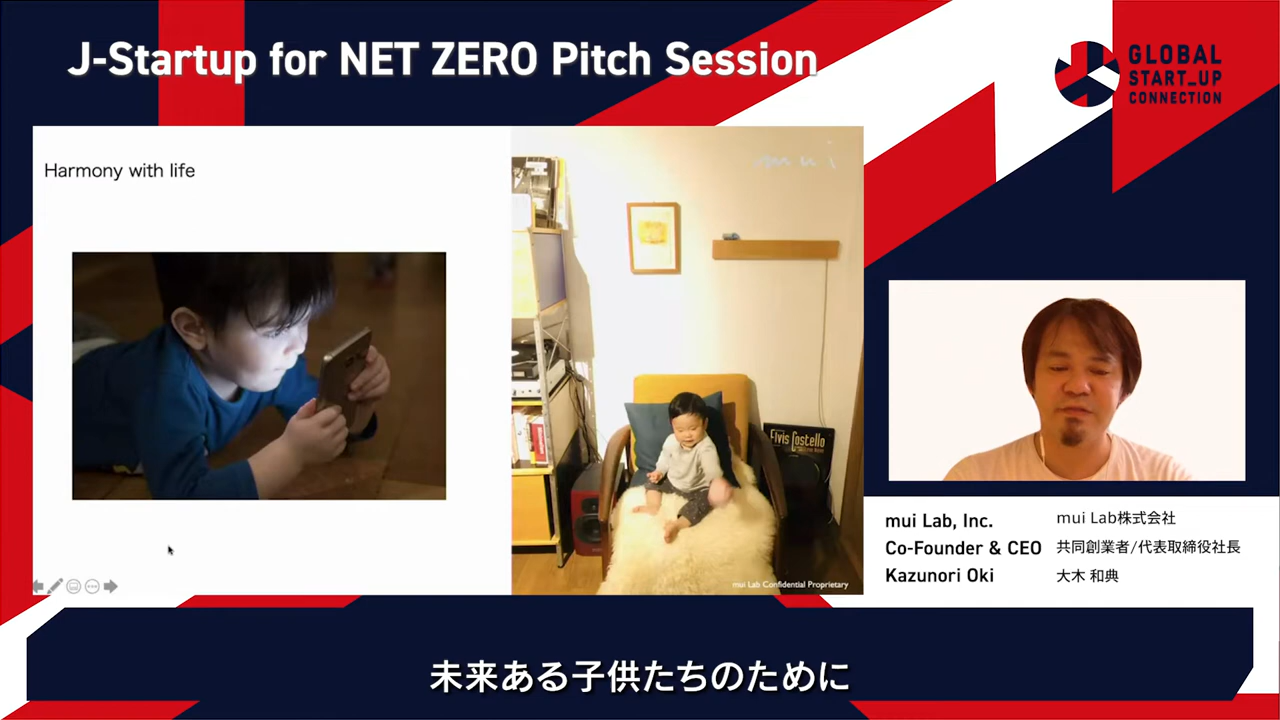 J-Startup for NET ZERO Pitch Session
GLOBAL
START_UP
CONNECTION
Harmony with life
mui
Elvis Costello
mui Lab Confidential Proprietary
mui Lab, Inc.
Co-Founder & CEO
Kazunori Oki
mui Lab株式会社
共同創業者/代表取締役社長
大木 和典
未来ある子供たちのために